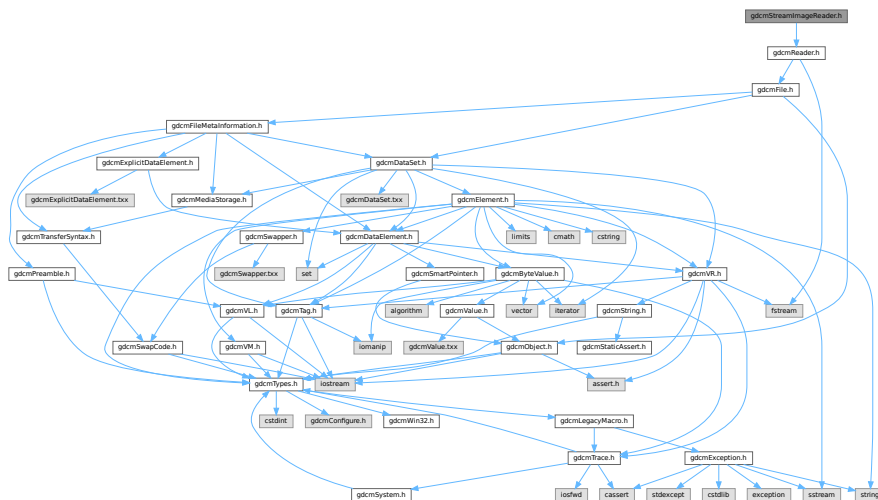 gdcmStreamImageReader.h
gdcmReader.h
gdcmFile.h
gdcmFileMetaInformation.h
gdcmExplicitDataElement.h
gdcmDataSet.h
gdcmExplicitDataElement.txx
gdcmMediaStorage.h
gdcmDataSet.txx
gdcmElement.h
gdcmTransferSyntax.h
gdcmSwapper.h
gdcmDataElement.h
limits
cmath
cstring
gdcmPreamble.h
gdcmSwapper.txx
set
gdcmSmartPointer.h
gdcmByteValue.h
gdcmVR.h
gdcmVL.h
gdcmTag.h
algorithm
gdcmValue.h
vector
iterator
gdcmString.h
fstream
gdcmSwapCode.h
gdcmVM.h
iomanip
gdcmValue.txx
gdcmObject.h
gdcmStaticAssert.h
gdcmTypes.h
iostream
assert.h
cstdint
gdcmConfigure.h
gdcmWin32.h
gdcmLegacyMacro.h
gdcmTrace.h
gdcmException.h
gdcmSystem.h
iosfwd
cassert
stdexcept
cstdlib
exception
sstream
string